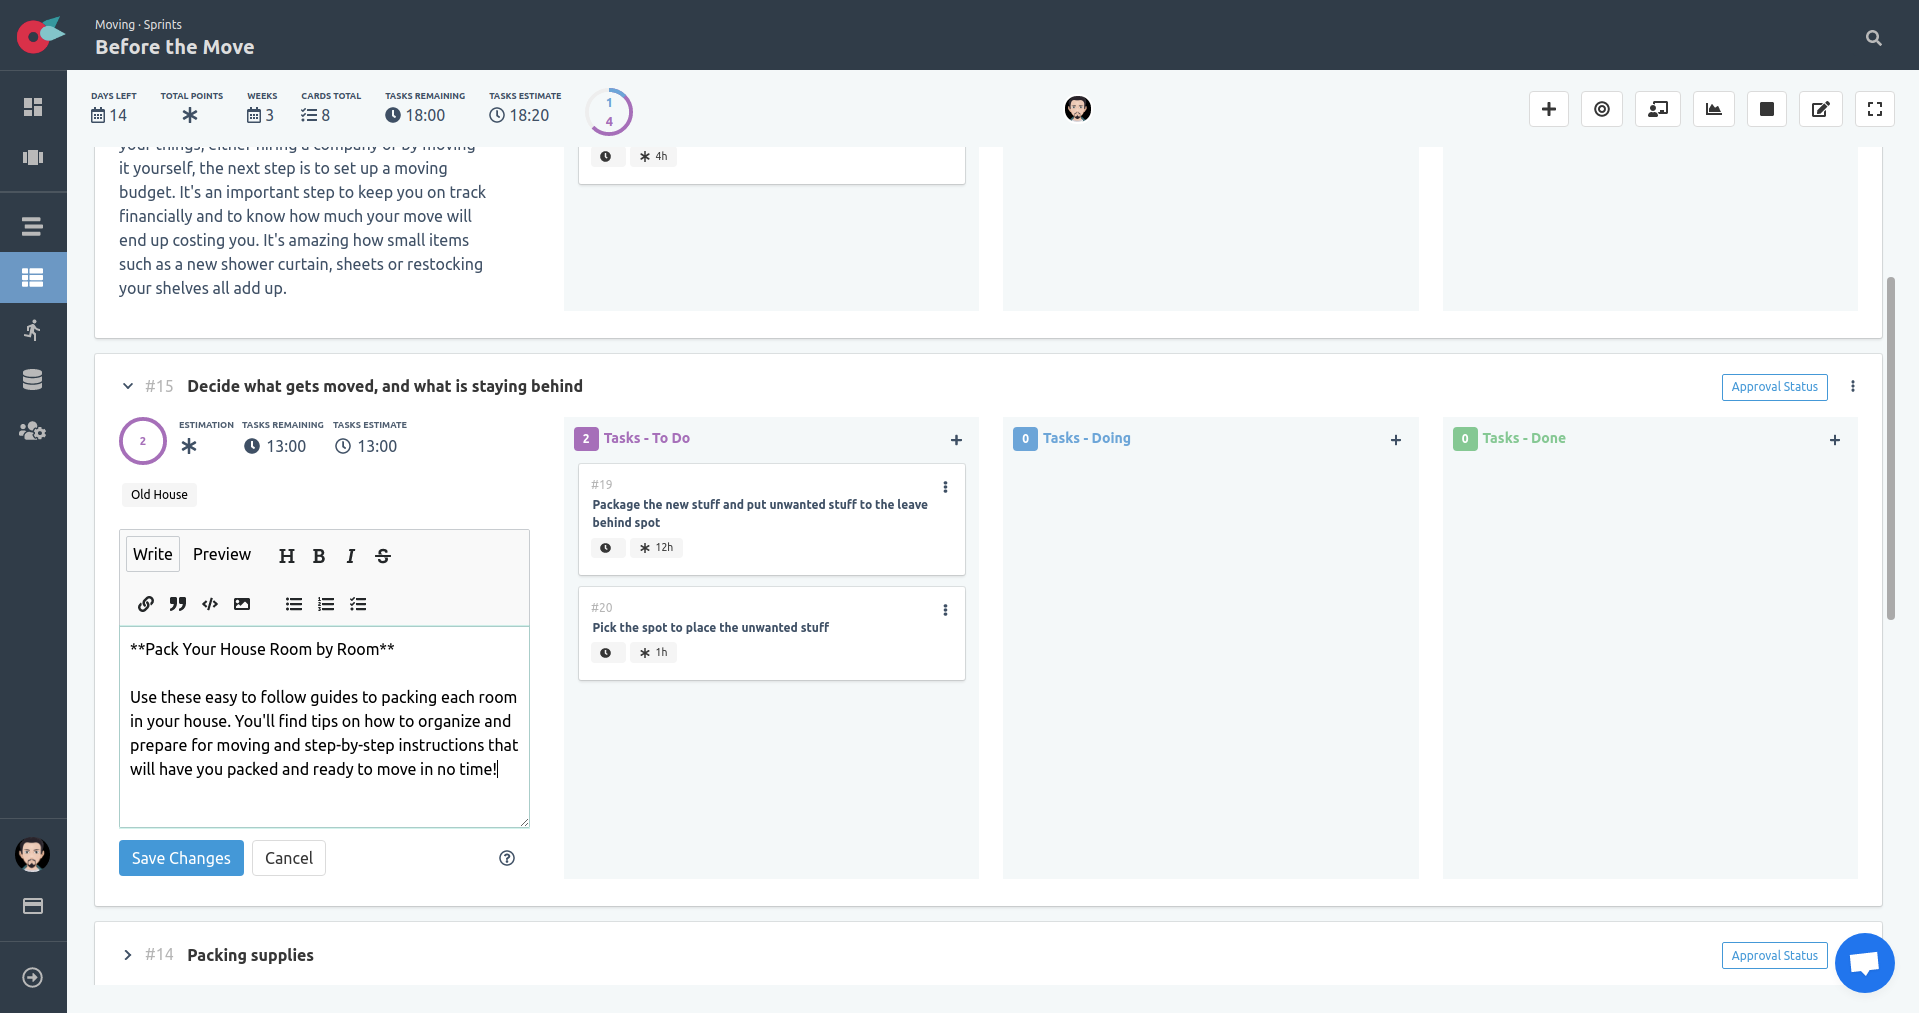 Moving · Sprints
Before the Move
DAYS LEFT
14
TOTAL POINTS
WEEKS
3
CARDS TOTAL
8
TASKS REMAINING
18:00
TASKS ESTIMATE
18:20
1
4
your things, either hiring a company or by moving
it yourself, the next step is to set up a moving
budget. It's an important step to keep you on track
financially and to know how much your move will
end up costing you. It's amazing how small items
such as a new shower curtain, sheets or restocking
your shelves all add up.
4h
#15
Decide what gets moved, and what is staying behind
Approval Status
2
ESTIMATION
TASKS REMAINING
13:00
TASKS ESTIMATE
13:00
Old House
Write
Preview
H B I S
**Pack Your House Room by Room**
Use these easy to follow guides to packing each room
in your house. You'll find tips on how to organize and
prepare for moving and step-by-step instructions that
will have you packed and ready to move in no time!
Save Changes
Cancel
2
Tasks - To Do
#19
Package the new stuff and put unwanted stuff to the leave
behind spot
12h
#20
Pick the spot to place the unwanted stuff
1h
0
Tasks - Doing
0
Tasks - Done
#14
Packing supplies
Approval Status